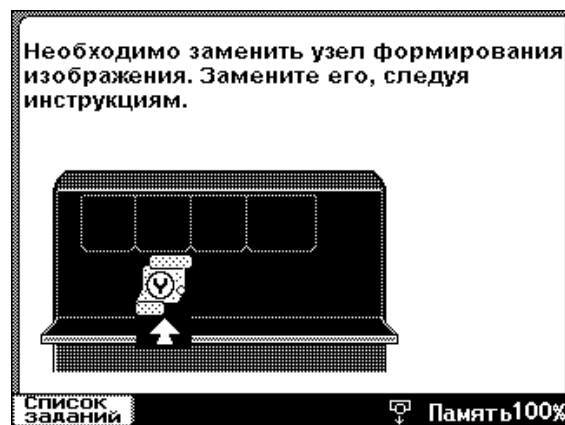 Необходимо заменить узел формирования
изображения. Замените его, следуя
инструкциям.
Y
Список
заданий
Память100%